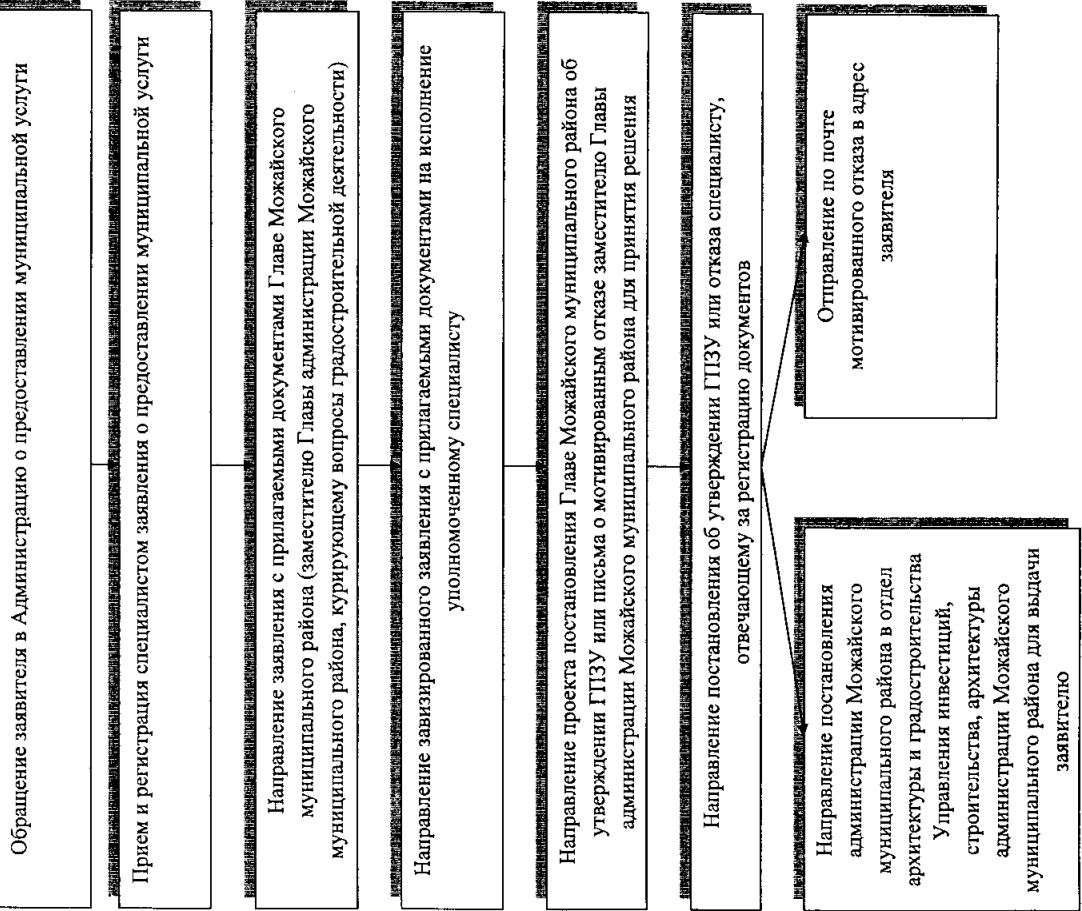 Обращение заявителя в Администрацию о предоставлении муниципальной услуги
Прием и регистрация специалистом заявления о предоставлении муниципальной услуги
Направление заявления с прилагаемыми документами Главе Можайского
муниципального района (заместителю Главы администрации Можайского
муниципального района, курирующему вопросы градостроительной деятельности)
Направление завизированного заявления с прилагаемыми документами на исполнение
уполномоченному специалисту
Направление проекта постановления Главе Можайского муниципального района об
утверждении ГПЗУ или письма о мотивированным отказе заместителю Главы
администрации Можайского муниципального района для принятия решения
Направление постановления об утверждении ГПЗУ или отказа специалисту,
отвечающему за регистрацию документов
Направление постановления
администрации Можайского
муниципального района в отдел
архитектуры и градостроительства
Управления инвестиций,
строительства, архитектуры
администрации Можайского
муниципального района для выдачи
заявителю
Отправление по почте
мотивированного отказа в адрес
заявителя